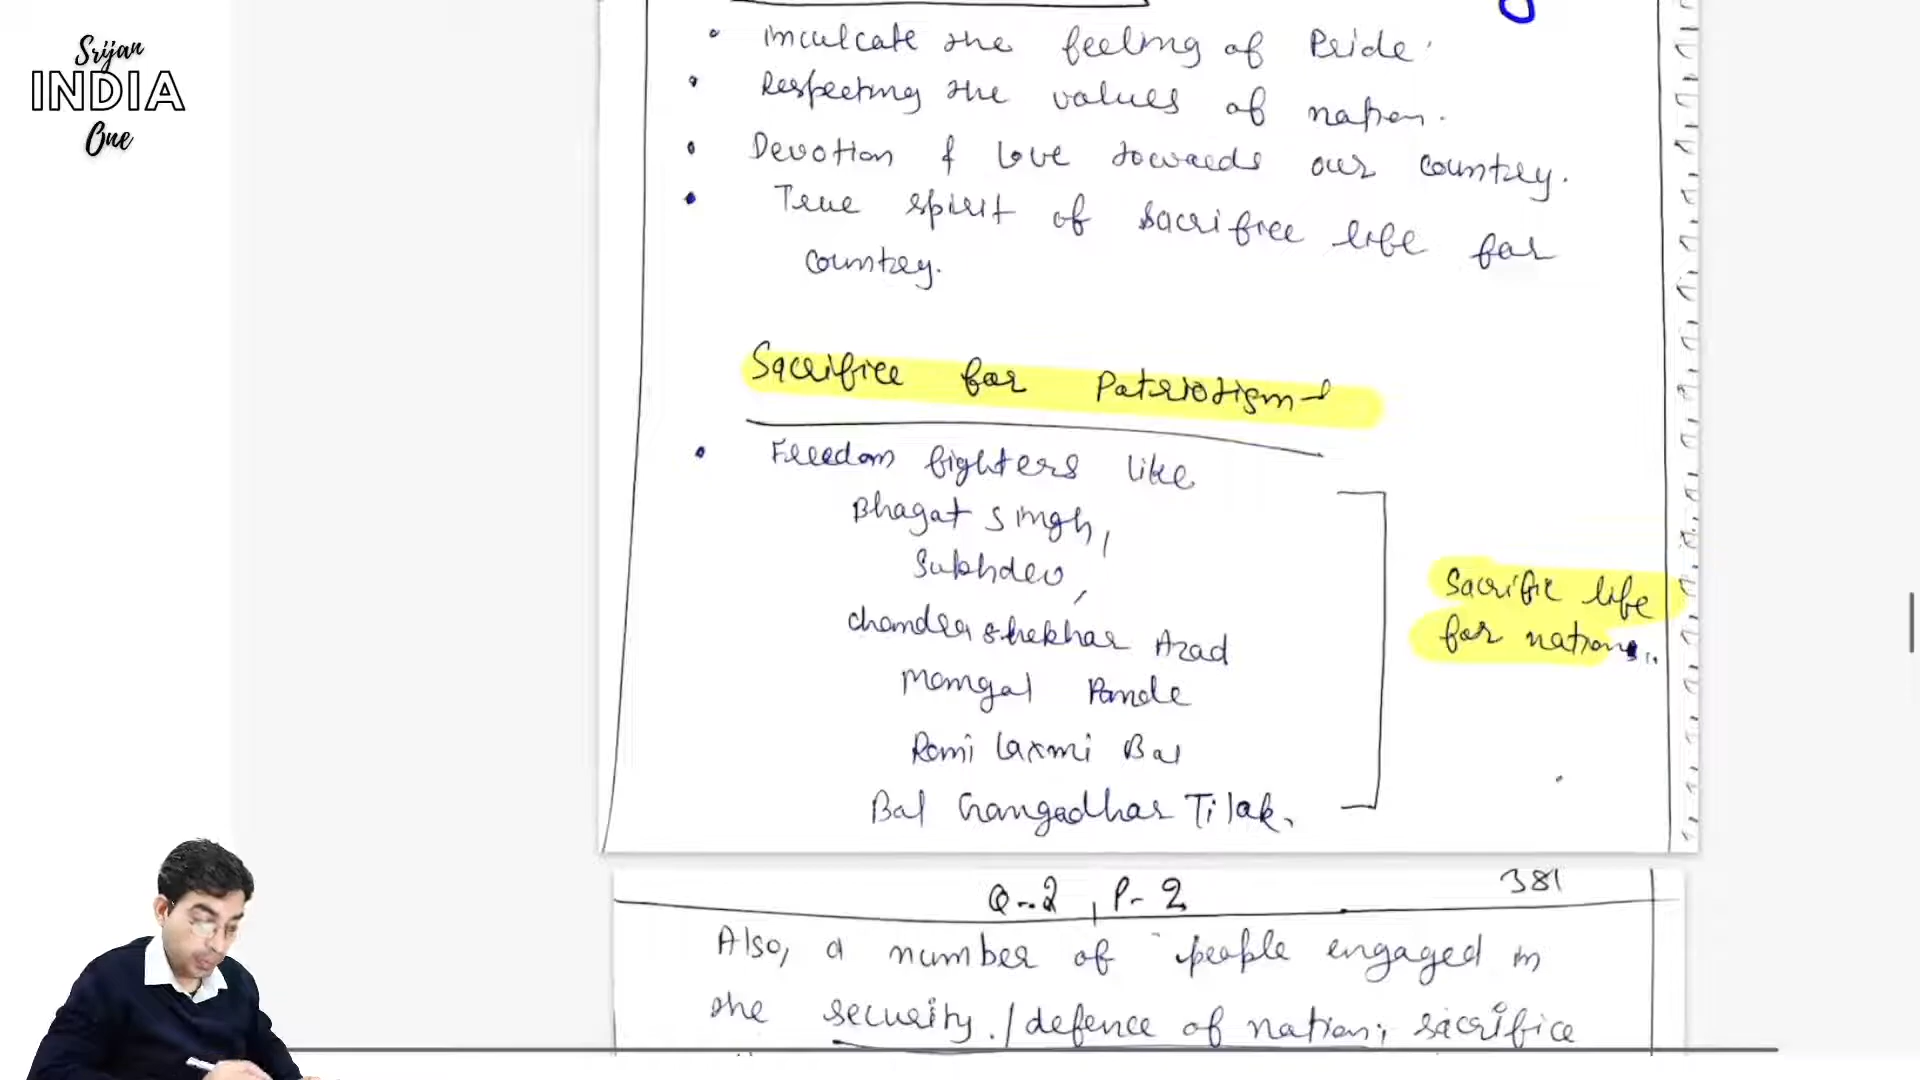 Srijan
INDIA
One
• inculcate the feeling of Pride.
• Respecting the values of nation.
• Devotion & love towards our country.
• True spirit of sacrifice life for
country.
Sacrifice for Patriotism
• Freedom fighters like
Bhagat Singh,
Sukhdev,
Chandra shekhar Azad
Mangal Pande
Rani Laxmi Bai
Bal Gangadhar Tilak.
Sacrific life
for nation..
Q-2, P-2
381
Also, a number of people engaged in
the security./defence of nation; sacrifice